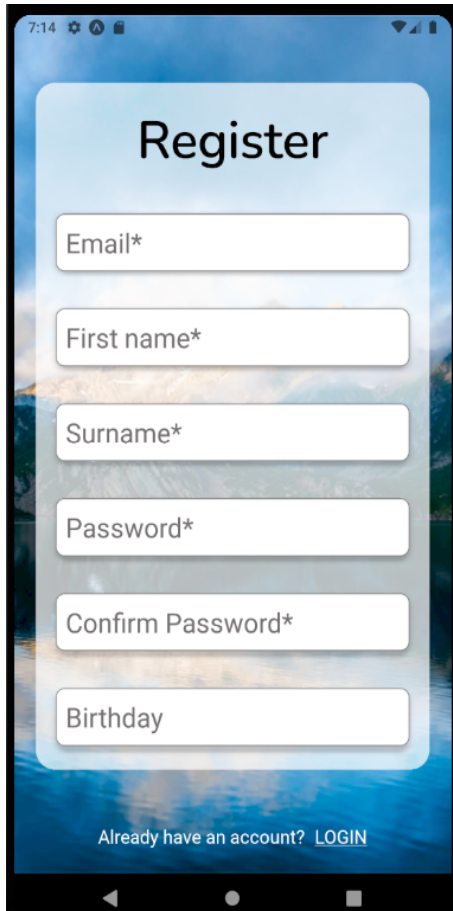 7:14
Register
Email*
First name*
Surname*
Password*
Confirm Password*
Birthday
Already have an account? LOGIN